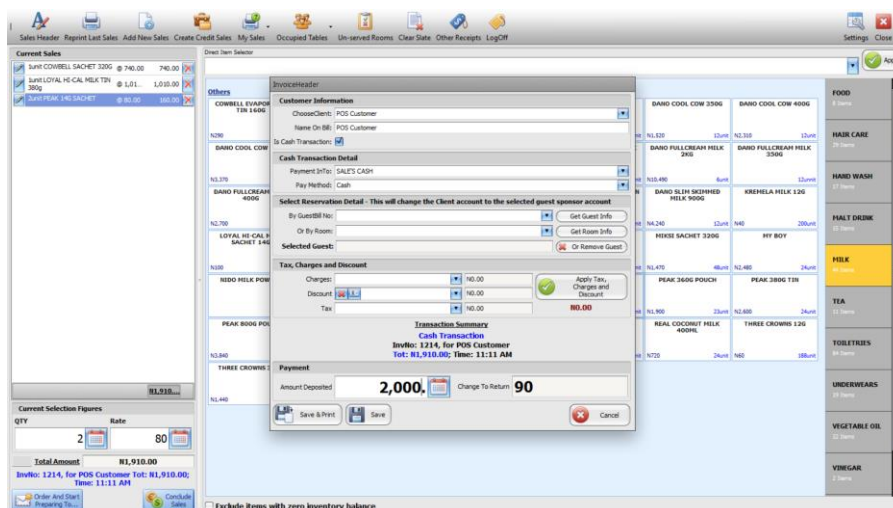 Sales Header Reprint Last Sales Add New Sales Create Credit Sales My Sales Occupied Tables Un-served Rooms Clear Slate Other Receipts LogOff Settings Close
Current Sales
1unit COWBELL SACHET 320G @ 740.00 740.00
1unit LOYAL HI-CAL MILK TIN 380g @ 1,01... 1,010.00
2unit PEAK 14G SACHET @ 80.00 160.00
N1,910....
Current Selection Figures
QTY Rate
2 80
Total Amount N1,910.00
InvNo: 1214, for POS Customer Tot: N1,910.00;
Time: 11:11 AM
Order And Start
Preparing To...
Conclude
Sales
Direct Item Selector
Others
COWBELL EVAPOR
TIN 160G
N290
DANO COOL COW
N3,370
DANO FULLCREAM
400G
N2,700
LOYAL HI-CAL M
SACHET 14G
N100
NIDO MILK POW
PEAK 800G POU
N3,840
THREE CROWNS
N1,440
InvoiceHeader
Customer Information
ChooseClient: POS Customer
Name On Bill: POS Customer
Is Cash Transaction:
Cash Transaction Detail
Payment InTo: SALE'S CASH
Pay Method: Cash
Select Reservation Detail - This will change the Client account to the selected guest sponsor account
By GuestBill No: Get Guest Info
Or By Room: Get Room Info
Selected Guest: Or Remove Guest
Tax, Charges and Discount
Charges: N0.00
Discount N0.00
Tax N0.00
Apply Tax,
Charges and
Discount
N0.00
Transaction Summary
Cash Transaction
InvNo: 1214, for POS Customer
Tot: N1,910.00; Time: 11:11 AM
Payment
Amount Deposited 2,000. Change To Return 90
Save & Print Save Cancel
DANO COOL COW 350G
N1,820 12unit
DANO COOL COW 400G
N2,310 12unit
DANO FULLCREAM MILK
2KG
N10,490 6unit
DANO FULLCREAM MILK
350G
12unit
DANO SLIM SKIMMED
MILK 900G
N4,240 12unit
KREMELA MILK 12G
N40 200unit
MIKSI SACHET 320G
N1,470 48unit
MY BOY
N2,480 24unit
PEAK 360G POUCH
N1,900 23unit
PEAK 380G TIN
N2,600 24unit
REAL COCONUT MILK
400ML
N720 24unit
THREE CROWNS 12G
N60 188unit
FOOD
HAIR CARE
HAND WASH
MALT DRINK
MILK
TEA
TOILETRIES
UNDERWEARS
VEGETABLE OIL
VINEGAR
Exclude items with zero inventory balance